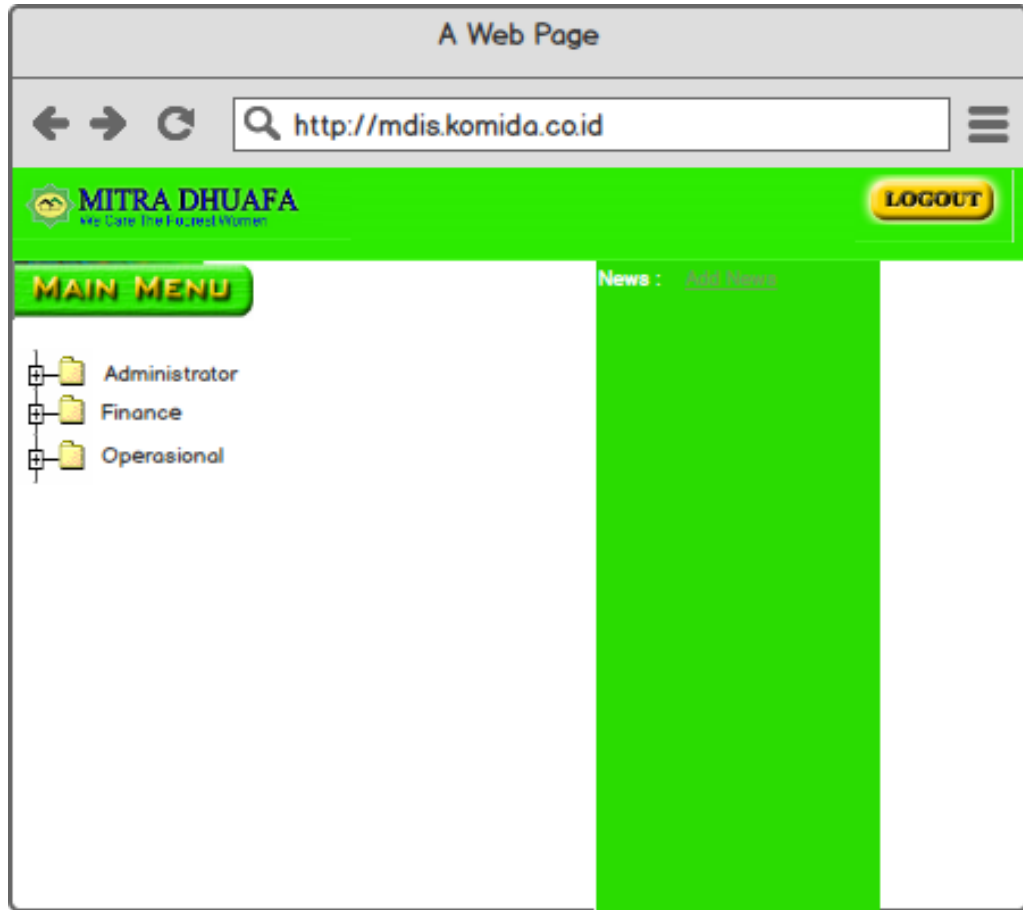 A Web Page
http://mdis.komida.co.id
MITRA DHUAFA
We Care The Poorest Women
LOGOUT
MAIN MENU
News : Add News
Administrator
Finance
Operasional